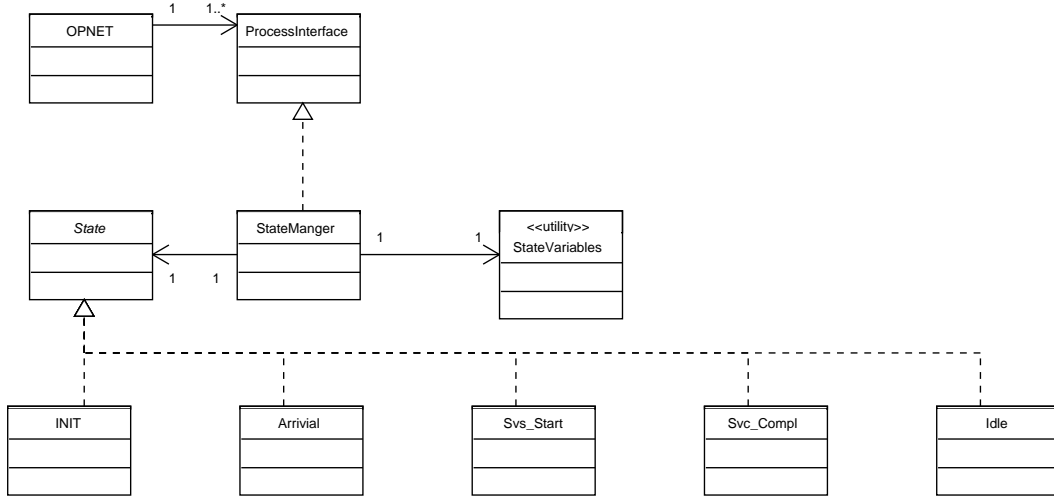 1 1..*
OPNET ProcessInterface
State StateManger 1 1 <<utility>>
StateVariables
1 1
INIT Arrivial Svs_Start Svc_Compl Idle